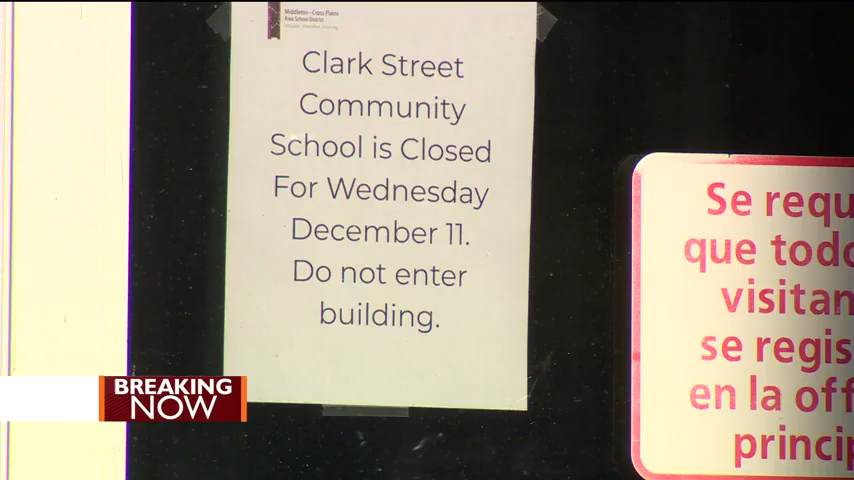 Middleton - Cross Plains
Area School District
Clark Street
Community
School is Closed
For Wednesday
December 11.
Do not enter
building.
Se requ
que todo
visitan
se regis
en la of
princip
BREAKING
NOW